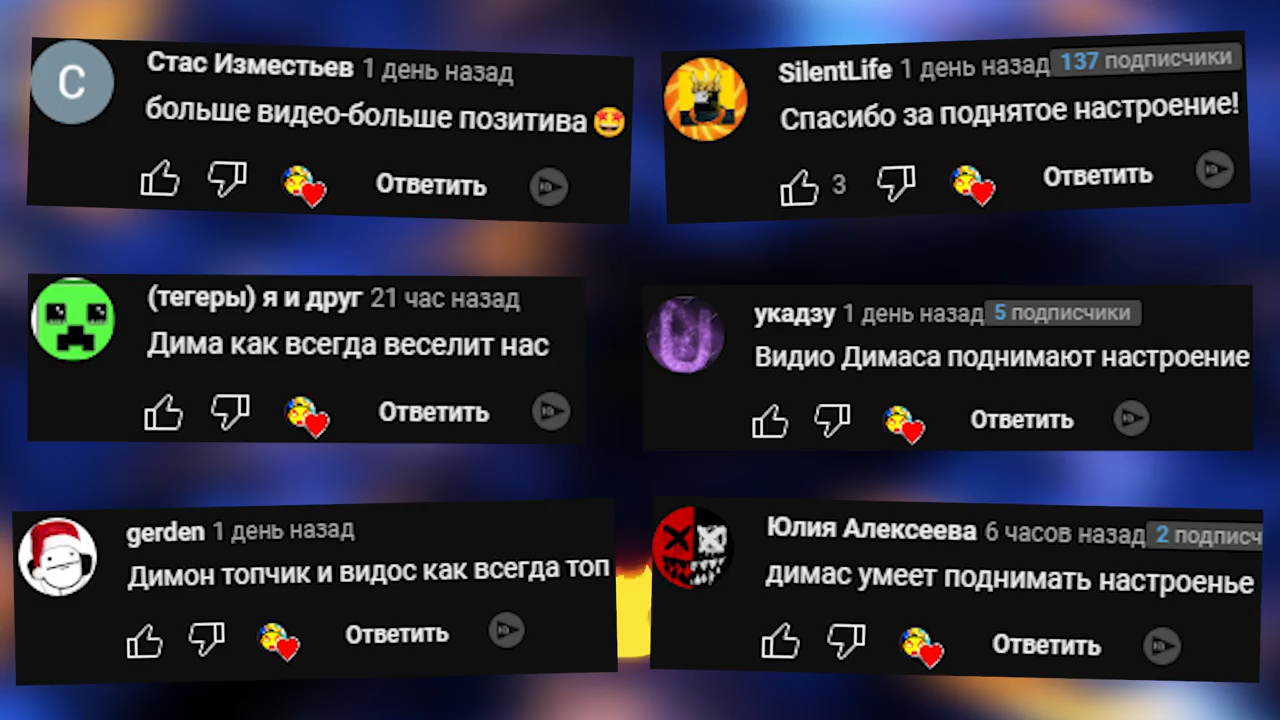 С
Стас Изместьев 1 день назад
больше видео-больше позитива🤩
Ответить
SilentLife 1 день назад 137 подписчики
Спасибо за поднятое настроение!
3 Ответить
(тегеры) я и друг 21 час назад
Дима как всегда веселит нас
Ответить
укадзу 1 день назад 5 подписчики
Видио Димаса поднимают настроение
Ответить
gerden 1 день назад
Димон топчик и видос как всегда топ
Ответить
Юлия Алексеева 6 часов назад 2 подписч
димас умеет поднимать настроенье
Ответить